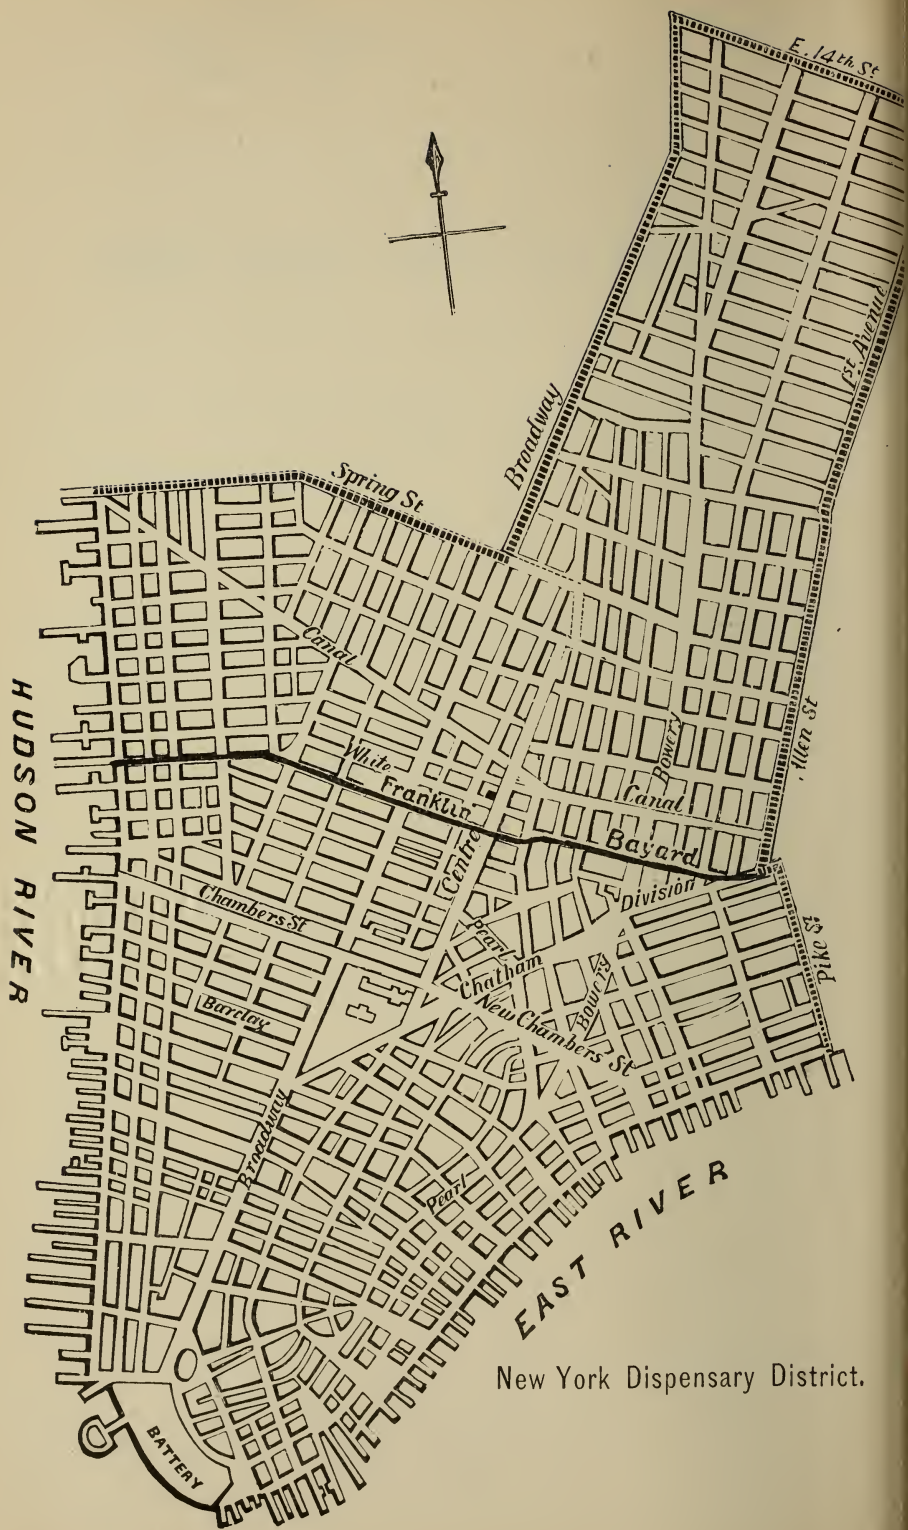 E. 14th St
1st Avenue
Broadway
Spring St
Canal
Allen St
Bowery
White
Franklin
Canal
Centre
Bayard
HUDSON RIVER
Division
Chambers St
Pearl
Chatham
Pike St
Bowery
Barclay
New Chambers St
Broadway
Pearl
EAST RIVER
New York Dispensary District.
BATTERY